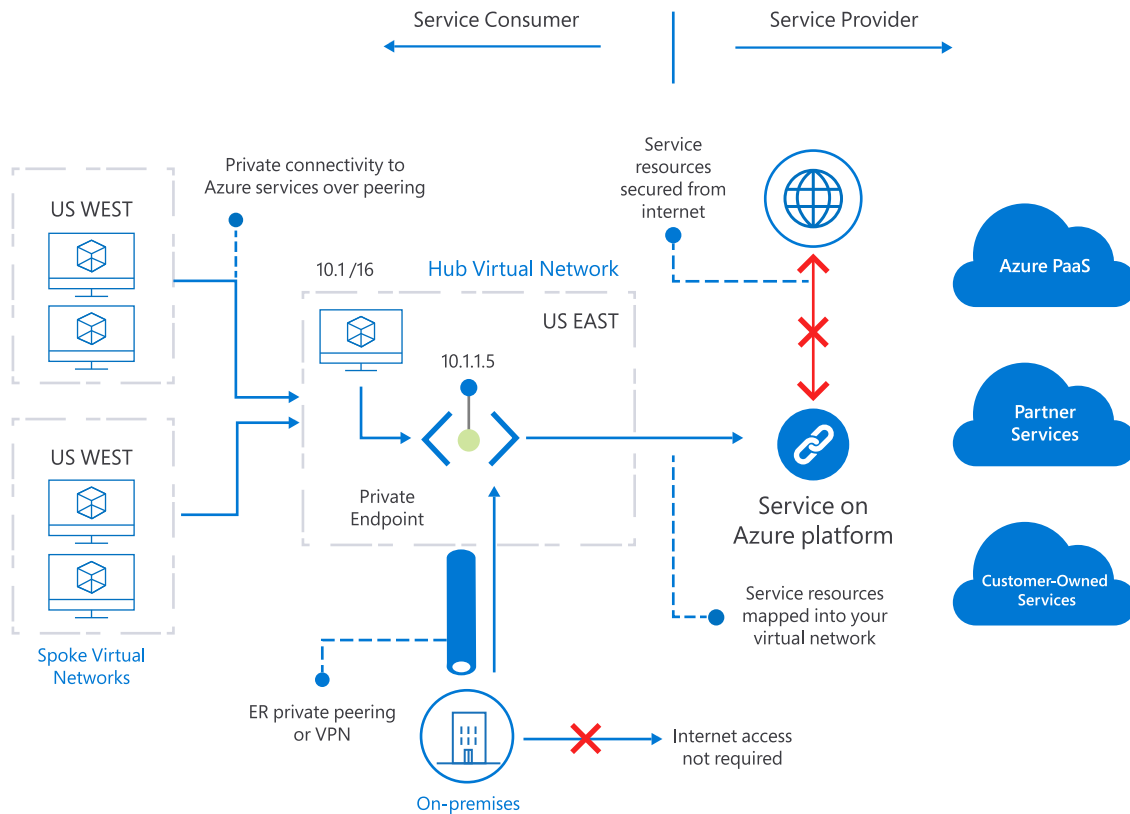 Service Consumer
Service Provider
Private connectivity to
Azure services over peering
Service
resources
secured from
internet
US WEST
10.1 /16
Hub Virtual Network
US EAST
10.1.1.5
Azure PaaS
Partner
Services
US WEST
Private
Endpoint
Service on
Azure platform
Customer-Owned
Services
Service resources
mapped into your
virtual network
Spoke Virtual
Networks
ER private peering
or VPN
Internet access
not required
On-premises